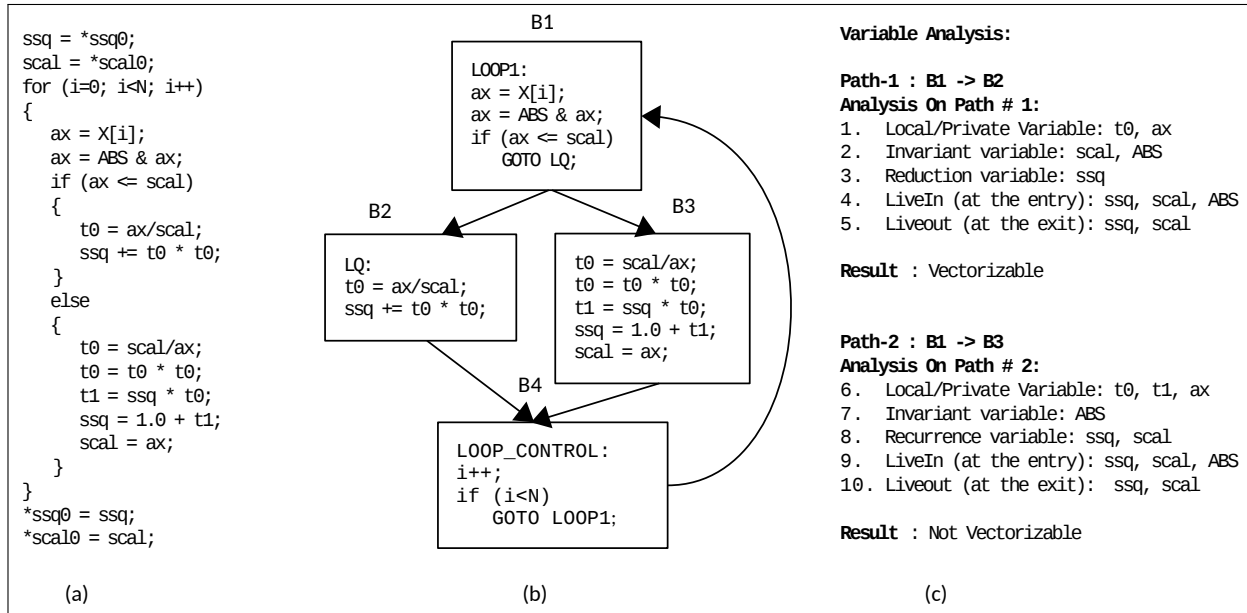 ssq = *ssq0;
scal = *scal0;
for (i=0; i<N; i++)
{
ax = X[i];
ax = ABS & ax;
if (ax <= scal)
{
t0 = ax/scal;
ssq += t0 * t0;
}
else
{
t0 = scal/ax;
t0 = t0 * t0;
t1 = ssq * t0;
ssq = 1.0 + t1;
scal = ax;
}
}
*ssq0 = ssq;
*scal0 = scal;
(a)
B1
LOOP1:
ax = X[i];
ax = ABS & ax;
if (ax <= scal)
GOTO LQ;
B2
LQ:
t0 = ax/scal;
ssq += t0 * t0;
B3
t0 = scal/ax;
t0 = t0 * t0;
t1 = ssq * t0;
ssq = 1.0 + t1;
scal = ax;
B4
LOOP_CONTROL:
i++;
if (i<N)
GOTO LOOP1;
(b)
Variable Analysis:
Path-1 : B1 -> B2
Analysis On Path # 1:
1. Local/Private Variable: t0, ax
2. Invariant variable: scal, ABS
3. Reduction variable: ssq
4. LiveIn (at the entry): ssq, scal, ABS
5. Liveout (at the exit): ssq, scal
Result : Vectorizable
Path-2 : B1 -> B3
Analysis On Path # 2:
6. Local/Private Variable: t0, t1, ax
7. Invariant variable: ABS
8. Recurrence variable: ssq, scal
9. LiveIn (at the entry): ssq, scal, ABS
10. Liveout (at the exit): ssq, scal
Result : Not Vectorizable
(c)